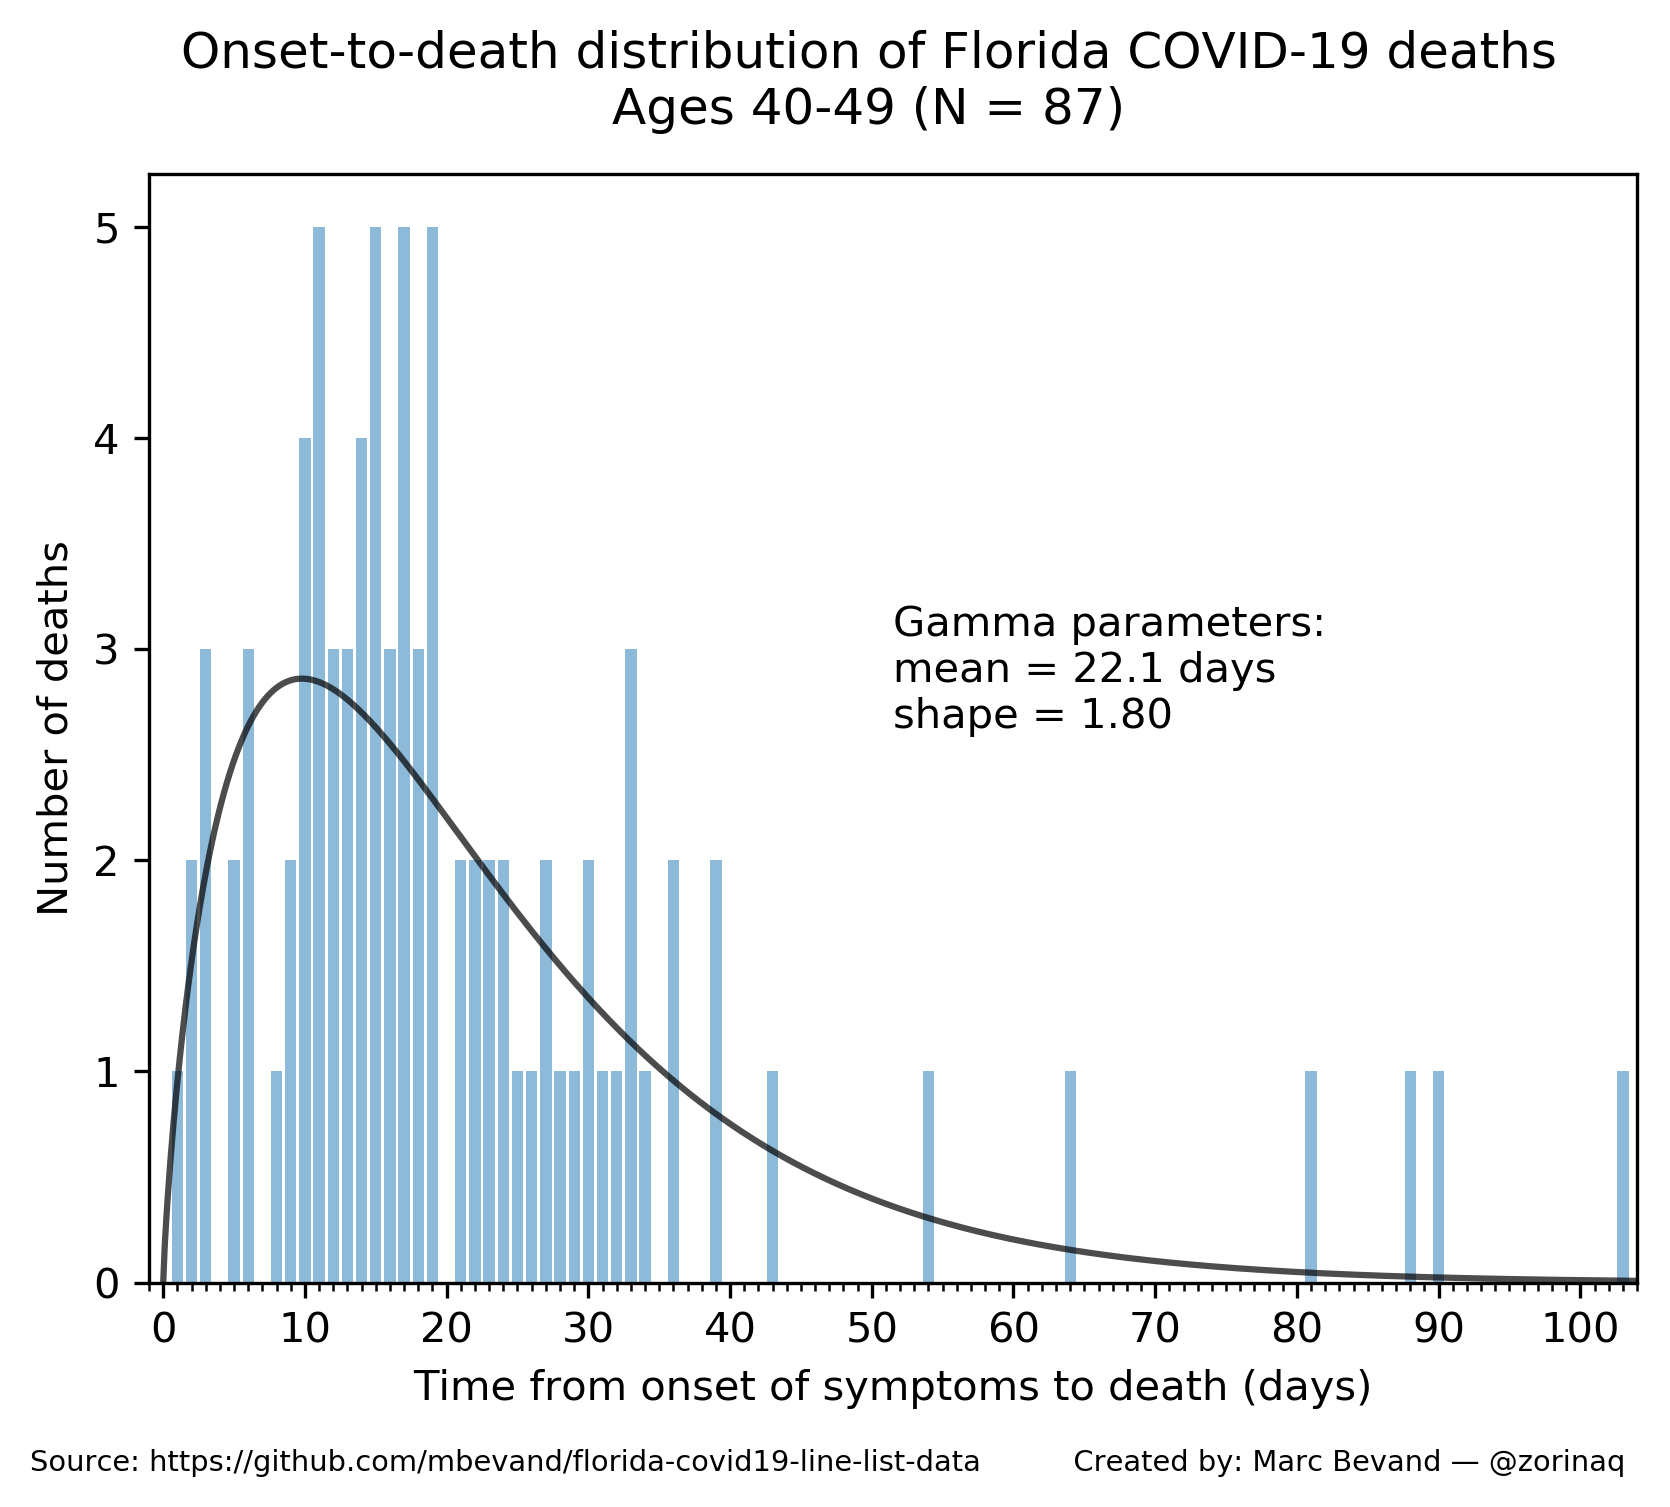 Onset-to-death distribution of Florida COVID-19 deaths
Ages 40-49 (N = 87)
5
4
3
2
1
0
Number of deaths
Gamma parameters:
mean = 22.1 days
shape = 1.80
0 10 20 30 40 50 60 70 80 90 100
Time from onset of symptoms to death (days)
Source: https://github.com/mbevand/florida-covid19-line-list-data Created by: Marc Bevand — @zorinaq